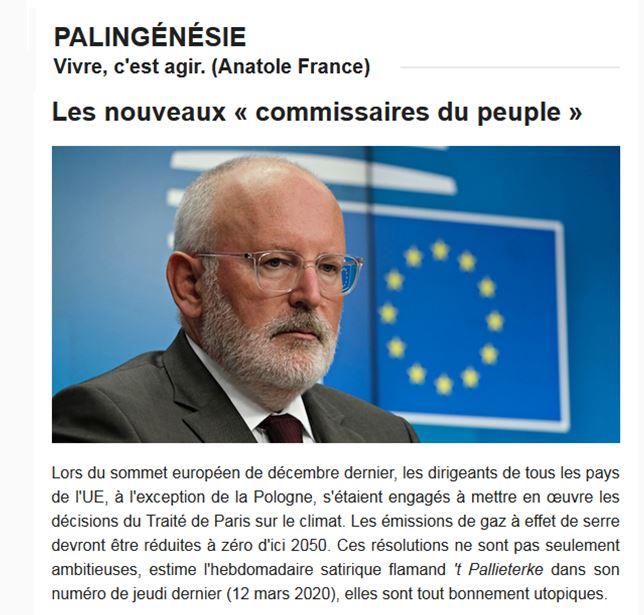 PALINGÉNÉSIE
Vivre, c'est agir. (Anatole France)
Les nouveaux « commissaires du peuple »
Lors du sommet européen de décembre dernier, les dirigeants de tous les pays
de l'UE, à l'exception de la Pologne, s'étaient engagés à mettre en œuvre les
décisions du Traité de Paris sur le climat. Les émissions de gaz à effet de serre
devront être réduites à zéro d'ici 2050. Ces résolutions ne sont pas seulement
ambitieuses, estime l'hebdomadaire satirique flamand 't Pallieterke dans son
numéro de jeudi dernier (12 mars 2020), elles sont tout bonnement utopiques.